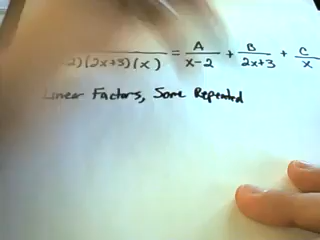 2)(2x+3)(x) = A/x-2 + B/2x+3 + C/x
Linear Factors, Some Repeated